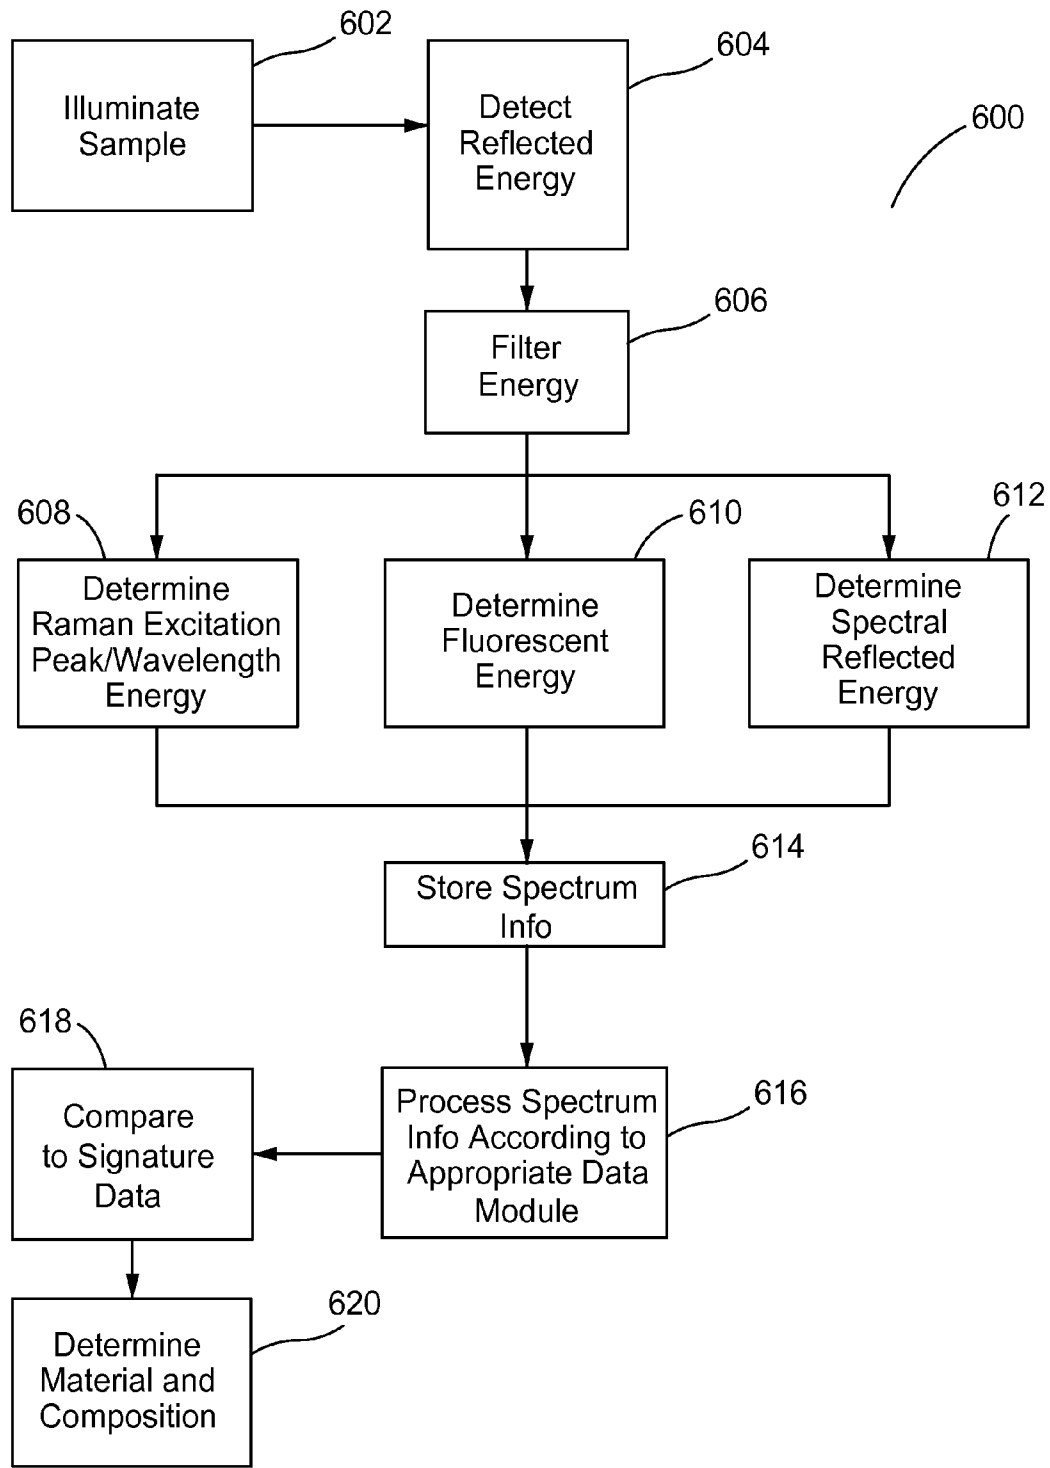 602
Illuminate
Sample
604
Detect
Reflected
Energy
600
606
Filter
Energy
608
Determine
Raman Excitation
Peak/Wavelength
Energy
610
Determine
Fluorescent
Energy
612
Determine
Spectral
Reflected
Energy
614
Store Spectrum
Info
616
Process Spectrum
Info According to
Appropriate Data
Module
618
Compare
to Signature
Data
620
Determine
Material and
Composition